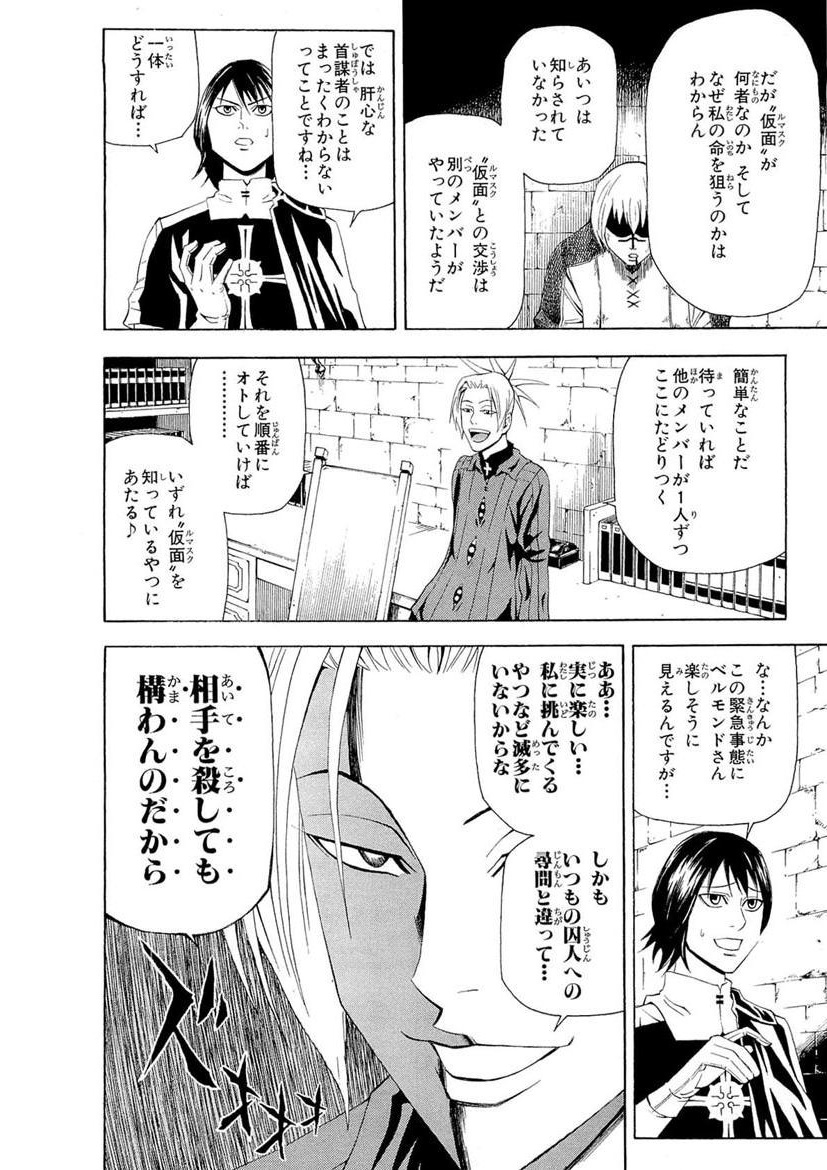 だが〝仮面〟が
何者なのか そして
なぜ私の命を狙うのかは
わからん
あいつは
知らされて
いなかった
〝仮面〟との交渉は
別のメンバーが
やっていたようだ
では 肝心な
首謀者のことは
まったくわからない
ってことですね…
一体
どうすれば…
簡単なことだ
待っていれば
他のメンバーが1人ずつ
ここにたどりつく
それを順番に
オトしていけば
…………
いずれ〝仮面〟を
知っているやつに
あたる♪
な…なんか
この緊急事態に
ベルモンドさん
楽しそうに
見えるんですが…
ああ…
実に楽しい…
私に挑んでくる
やつなど滅多に
いないからな
しかも
いつもの囚人への
尋問と違って…
相手を殺しても
構わんのだから
ズズズ